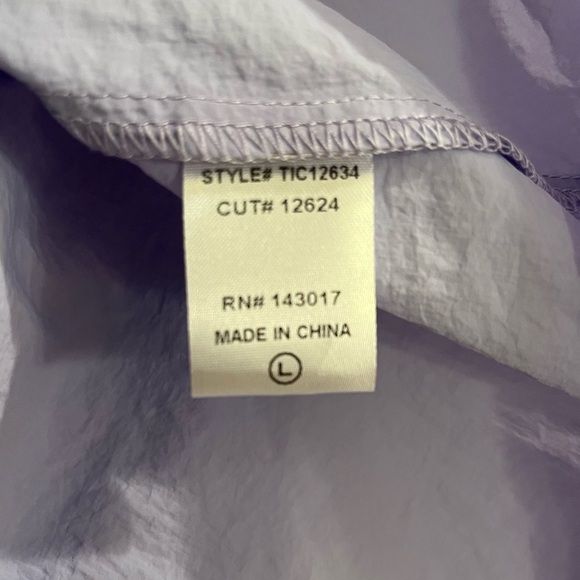 STYLE# TIC12634
CUT# 12624
RN# 143017
MADE IN CHINA
L